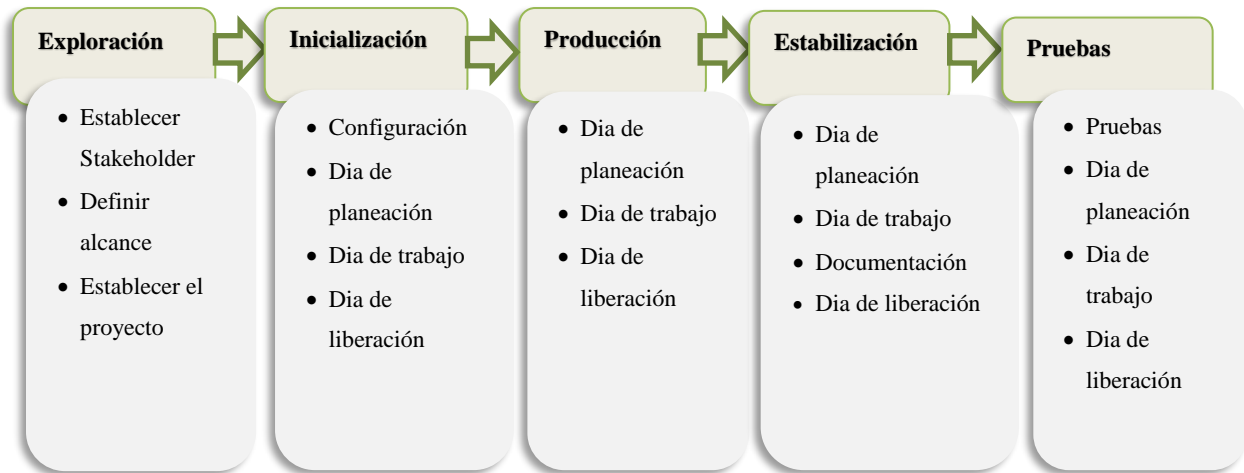 Exploración
• Establecer
Stakeholder
• Definir
alcance
• Establecer el
proyecto
Inicialización
• Configuración
• Dia de
planeación
• Dia de trabajo
• Dia de
liberación
Producción
• Dia de
planeación
• Dia de trabajo
• Dia de
liberación
Estabilización
• Dia de
planeación
• Dia de trabajo
• Documentación
• Dia de liberación
Pruebas
• Pruebas
• Dia de
planeación
• Dia de
trabajo
• Dia de
liberación